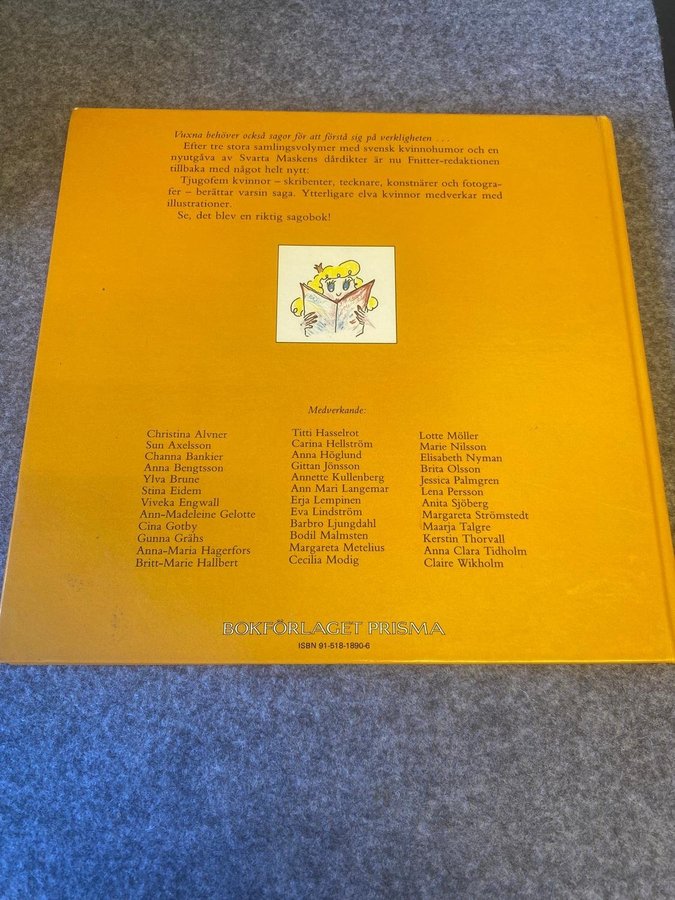 Vuxna behöver också sagor för att förstå sig på verkligheten . . .
Efter tre stora samlingsvolymer med svensk kvinnohumor och en
nyutgåva av Svarta Maskens dårdikter är nu Fnitter-redaktionen
tillbaka med något helt nytt:
Tjugofem kvinnor – skribenter, tecknare, konstnärer och fotogra-
fer – berättar varsin saga. Ytterligare elva kvinnor medverkar med
illustrationer.
Se, det blev en riktig sagobok!
Medverkande:
Christina Alvner
Sun Axelsson
Channa Bankier
Anna Bengtsson
Ylva Brune
Stina Eidem
Viveka Engwall
Ann-Madeleine Gelotte
Cina Gotby
Gunna Grähs
Anna-Maria Hagerfors
Britt-Marie Hallbert
Titti Hasselrot
Carina Hellström
Anna Höglund
Gittan Jönsson
Annette Kullenberg
Ann Mari Langemar
Erja Lempinen
Eva Lindström
Barbro Ljungdahl
Bodil Malmsten
Margareta Metelius
Cecilia Modig
Lotte Möller
Marie Nilsson
Elisabeth Nyman
Brita Olsson
Jessica Palmgren
Lena Persson
Anita Sjöberg
Margareta Strömstedt
Maarja Talgre
Kerstin Thorvall
Anna Clara Tidholm
Claire Wikholm
BOKFÖRLAGET PRISMA
ISBN 91-518-1890-6